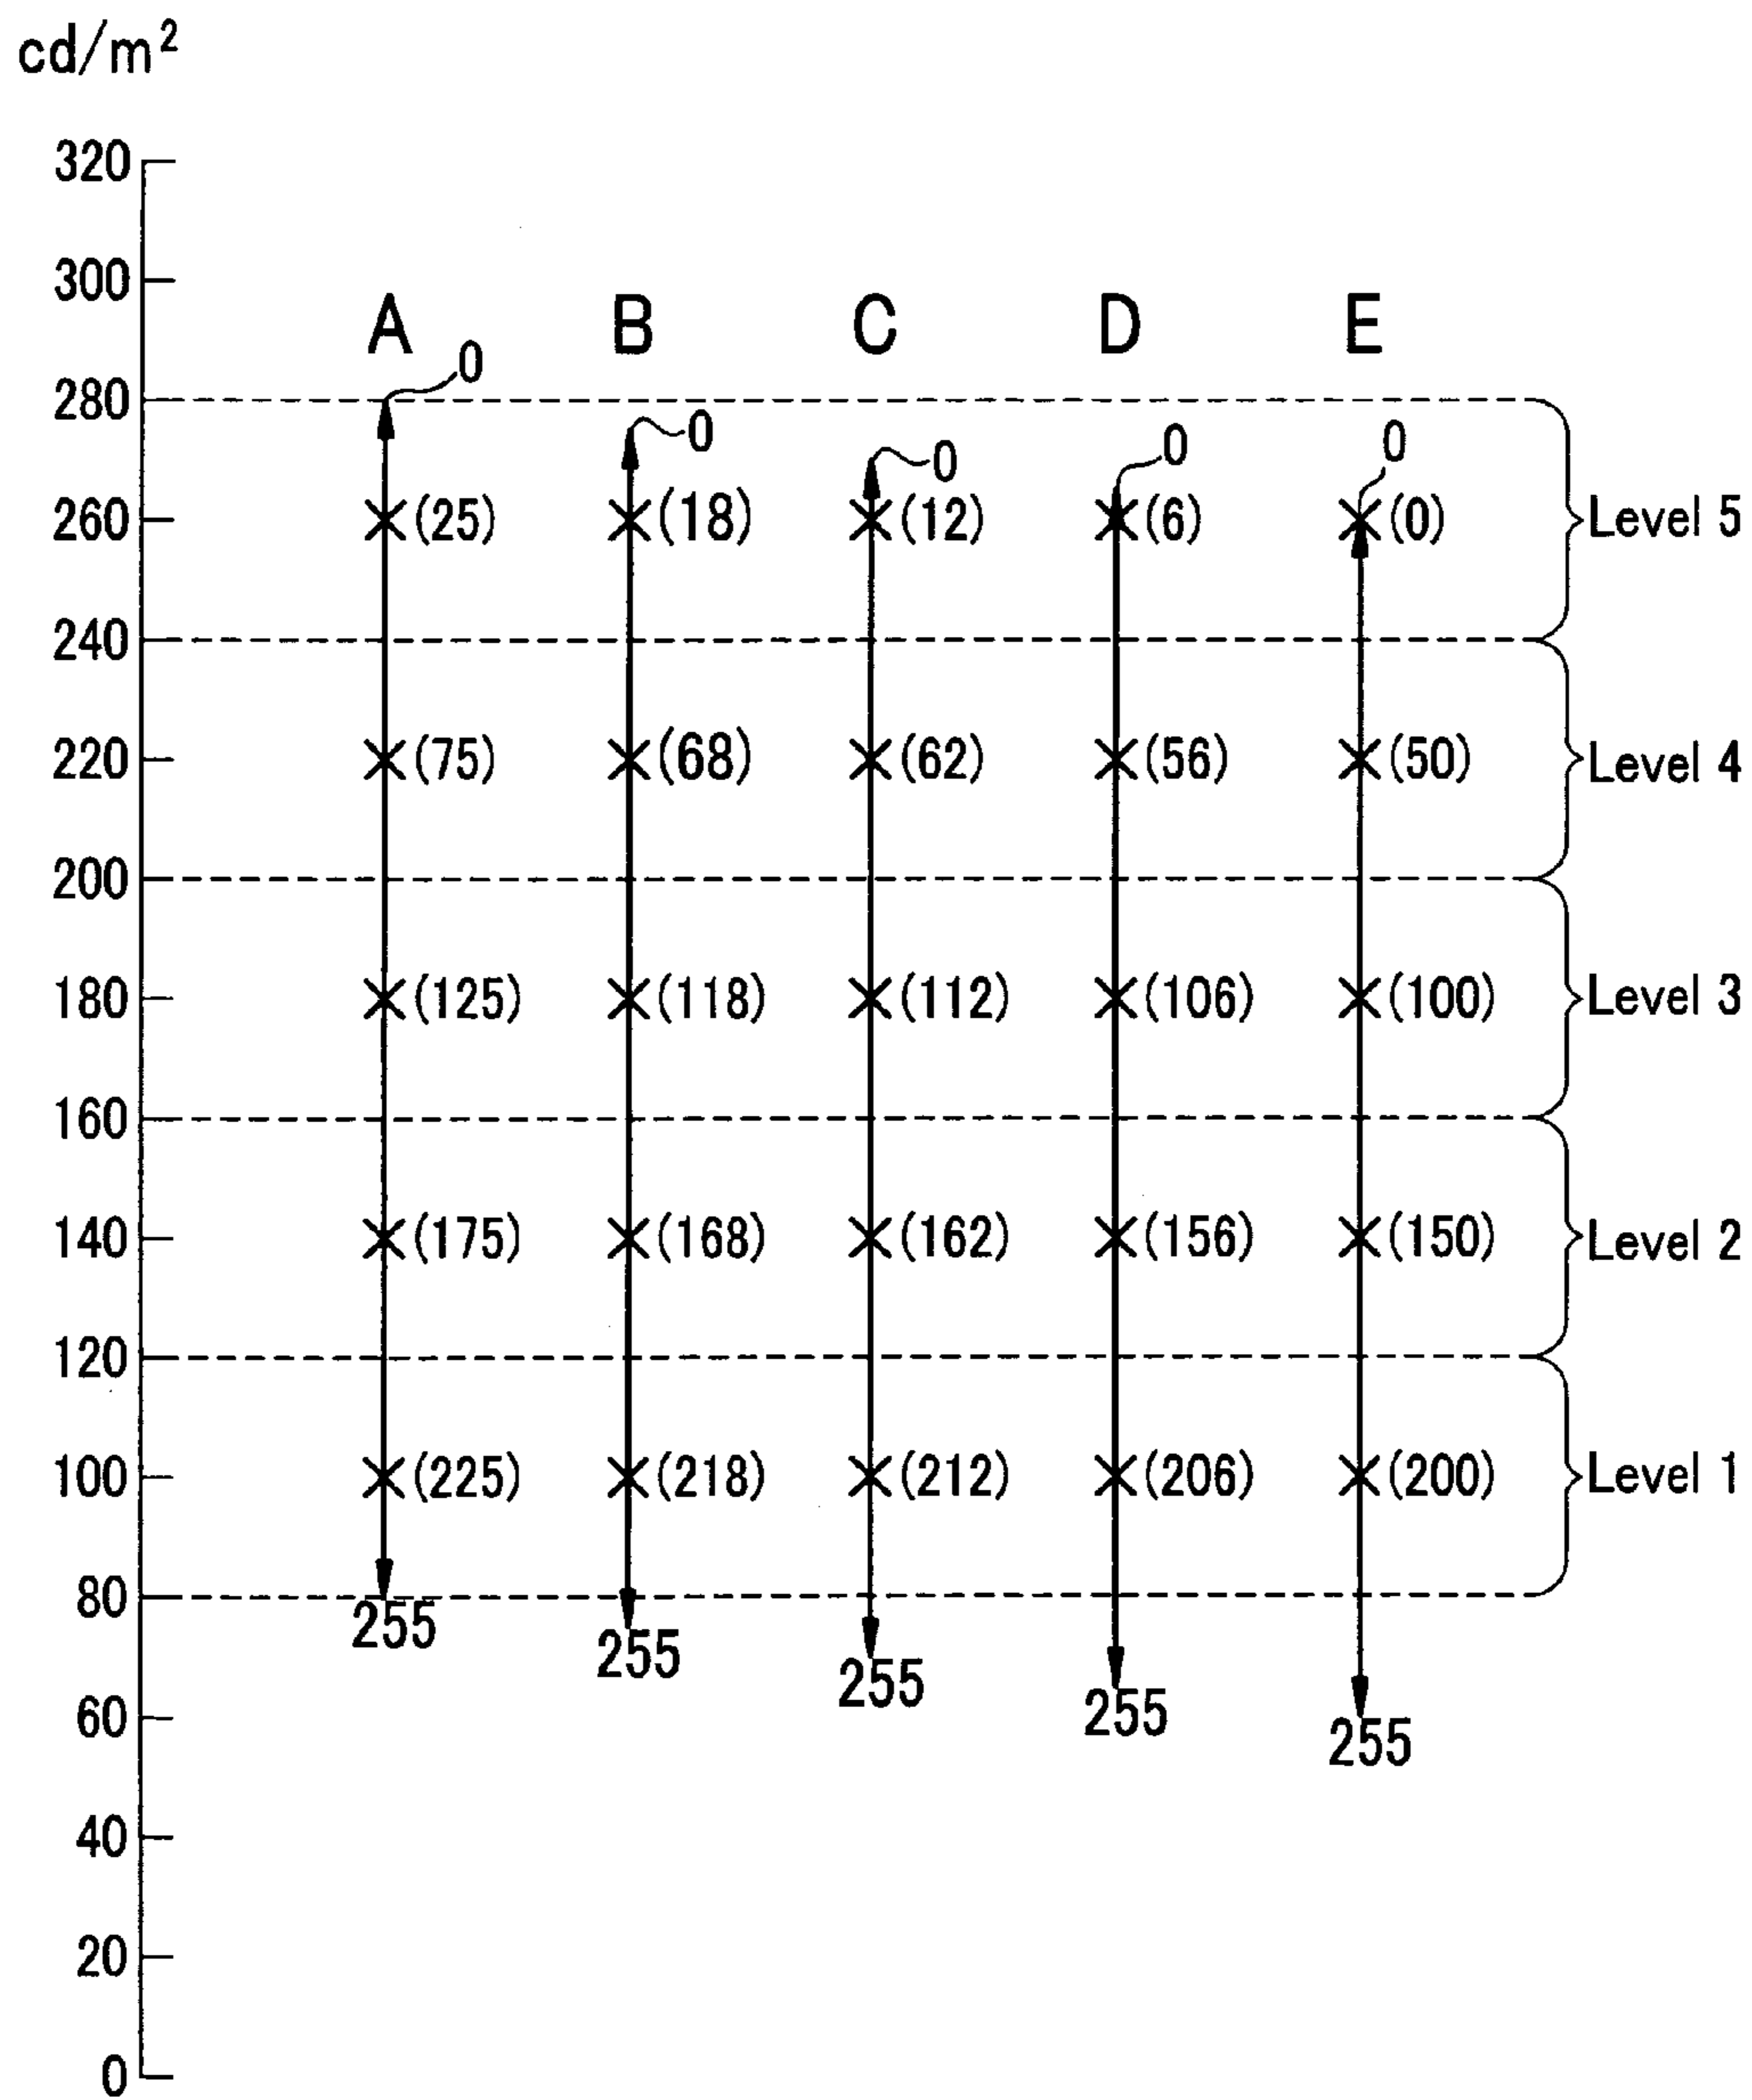 cd/m²
320
300
A B C D E
0
280
0 0 0 0
260 (25) (18) (12) (6) (0) Level 5
240
220 (75) (68) (62) (56) (50) Level 4
200
180 (125) (118) (112) (106) (100) Level 3
160
140 (175) (168) (162) (156) (150) Level 2
120
100 (225) (218) (212) (206) (200) Level 1
80
255 255 255 255 255
60
40
20
0